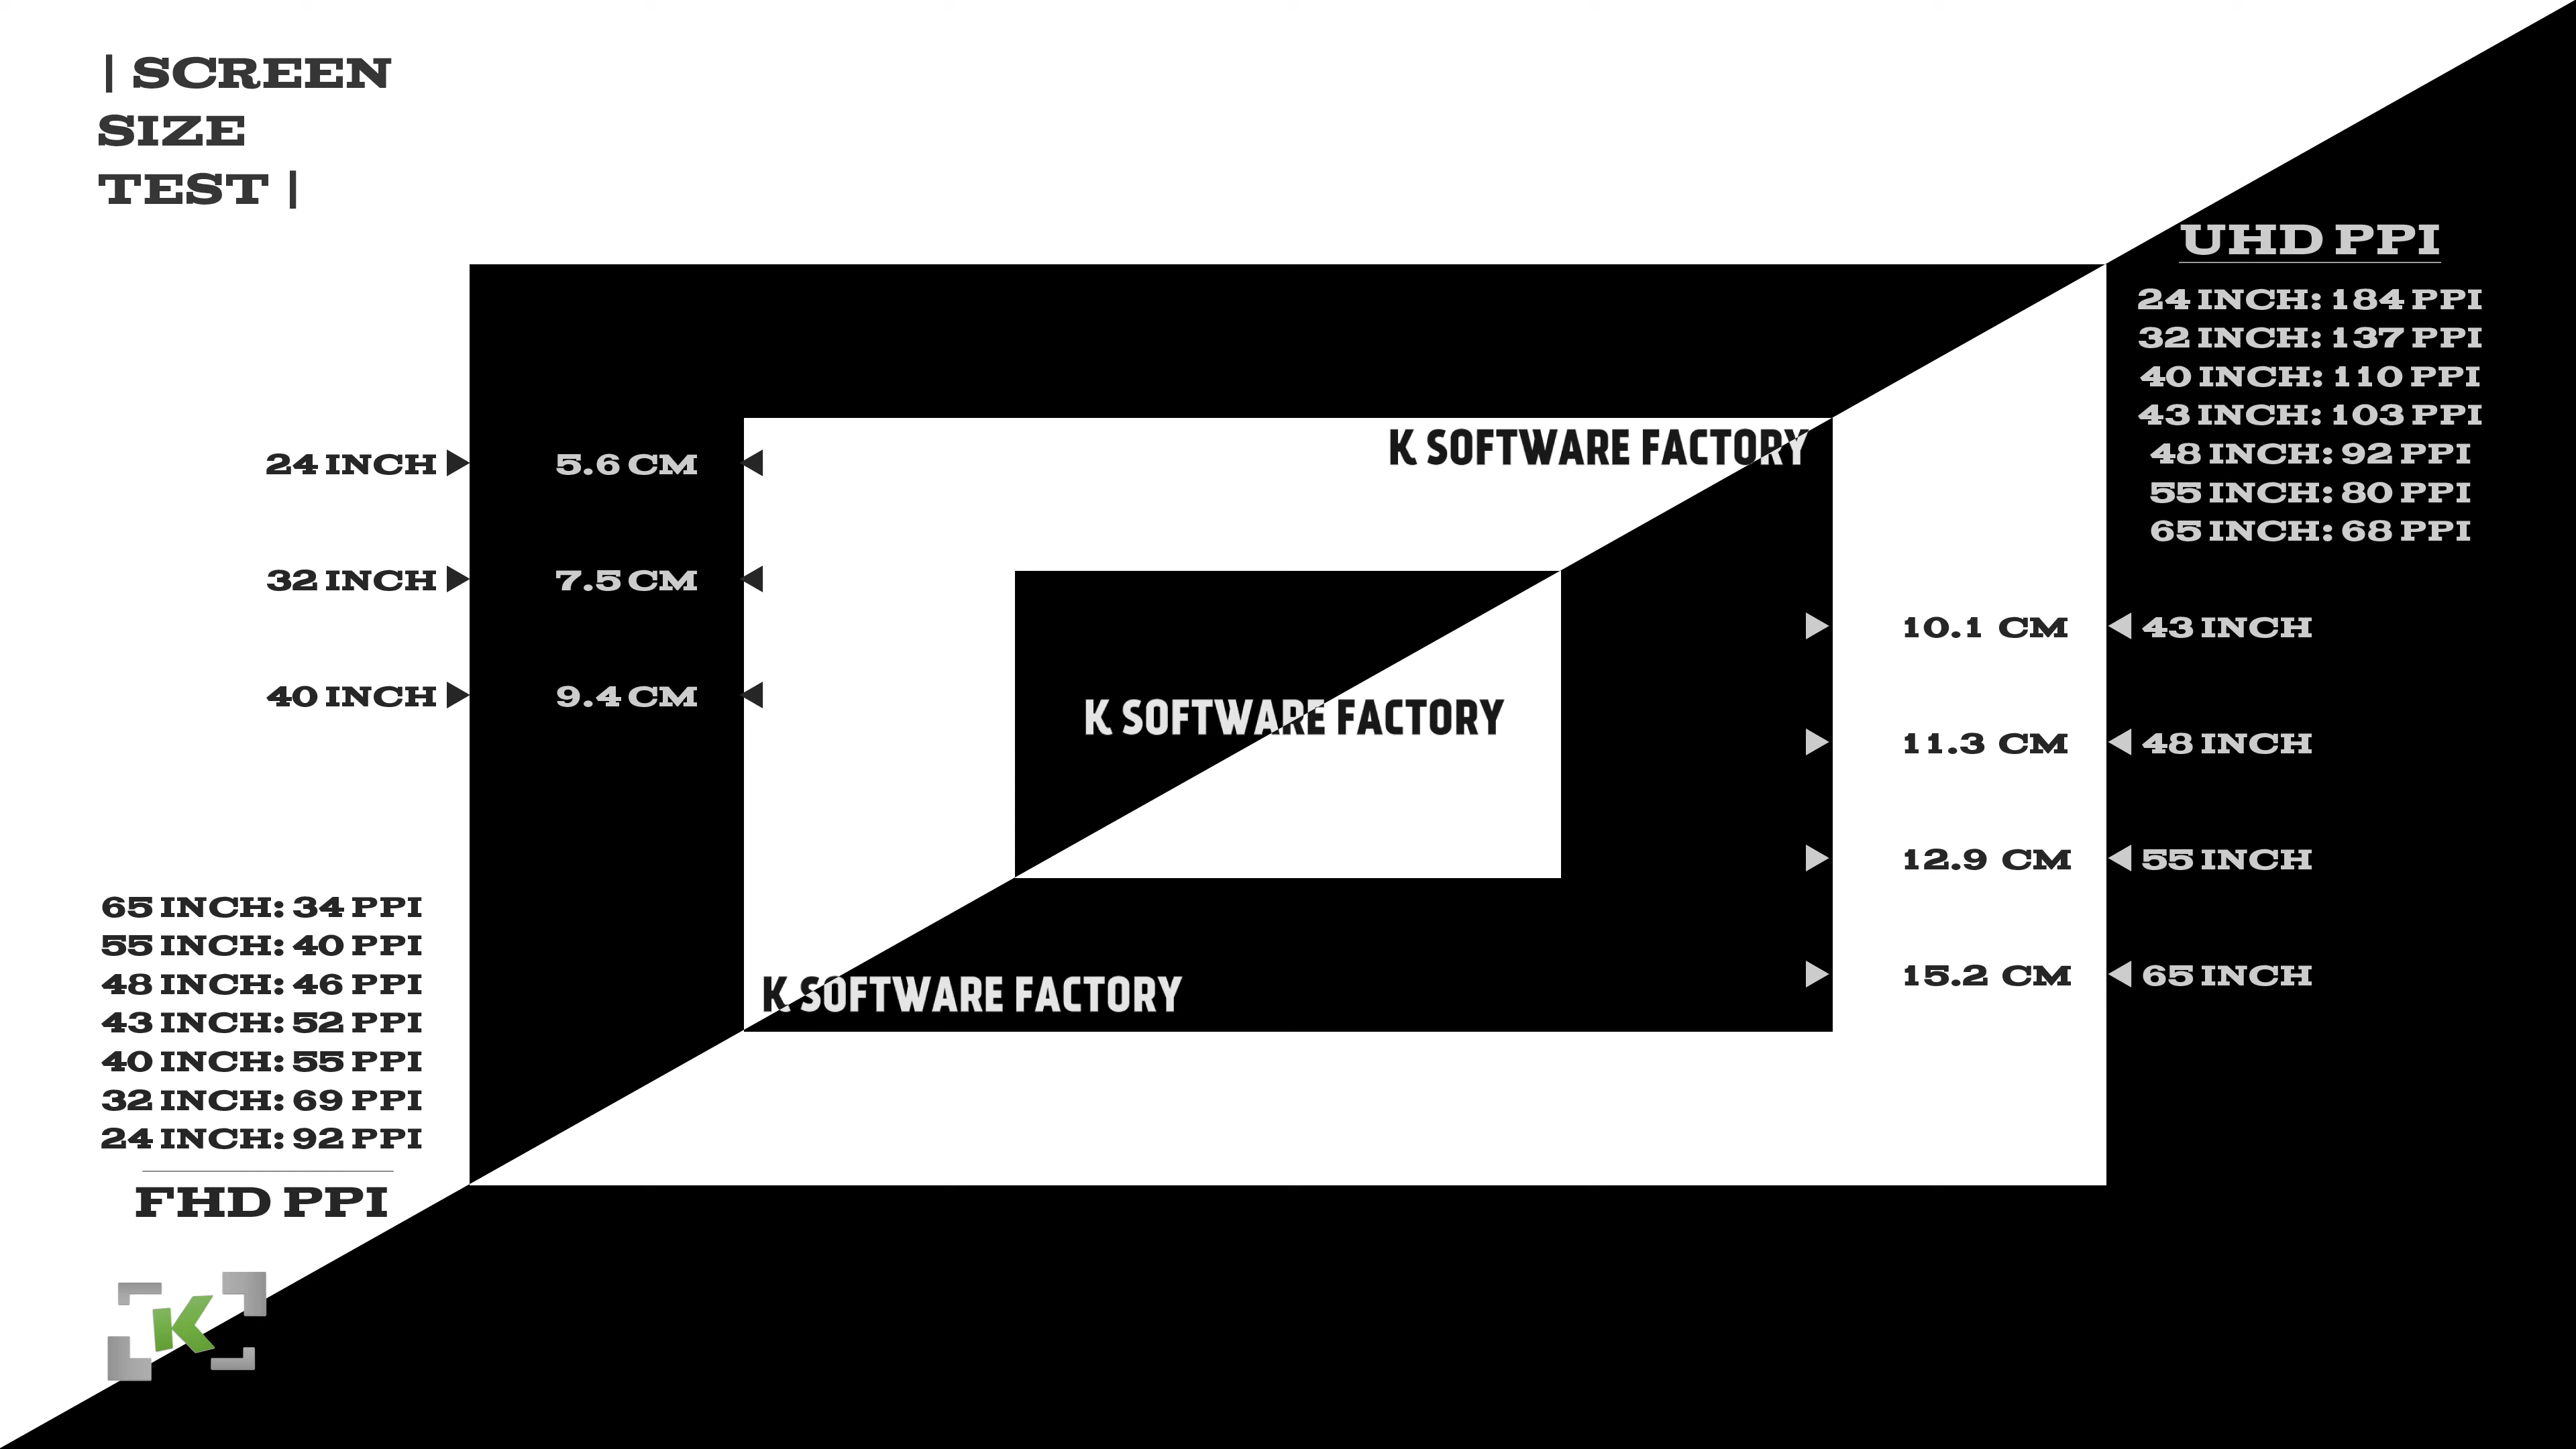 | SCREEN
SIZE
TEST |
UHD PPI
24 INCH: 184 PPI
32 INCH: 137 PPI
40 INCH: 110 PPI
43 INCH: 103 PPI
48 INCH: 92 PPI
55 INCH: 80 PPI
65 INCH: 68 PPI
K SOFTWARE FACTORY
24 INCH 5.6 CM
32 INCH 7.5 CM
40 INCH 9.4 CM
K SOFTWARE FACTORY
10.1 CM 43 INCH
11.3 CM 48 INCH
12.9 CM 55 INCH
15.2 CM 65 INCH
K SOFTWARE FACTORY
65 INCH: 34 PPI
55 INCH: 40 PPI
48 INCH: 46 PPI
43 INCH: 52 PPI
40 INCH: 55 PPI
32 INCH: 69 PPI
24 INCH: 92 PPI
FHD PPI
K